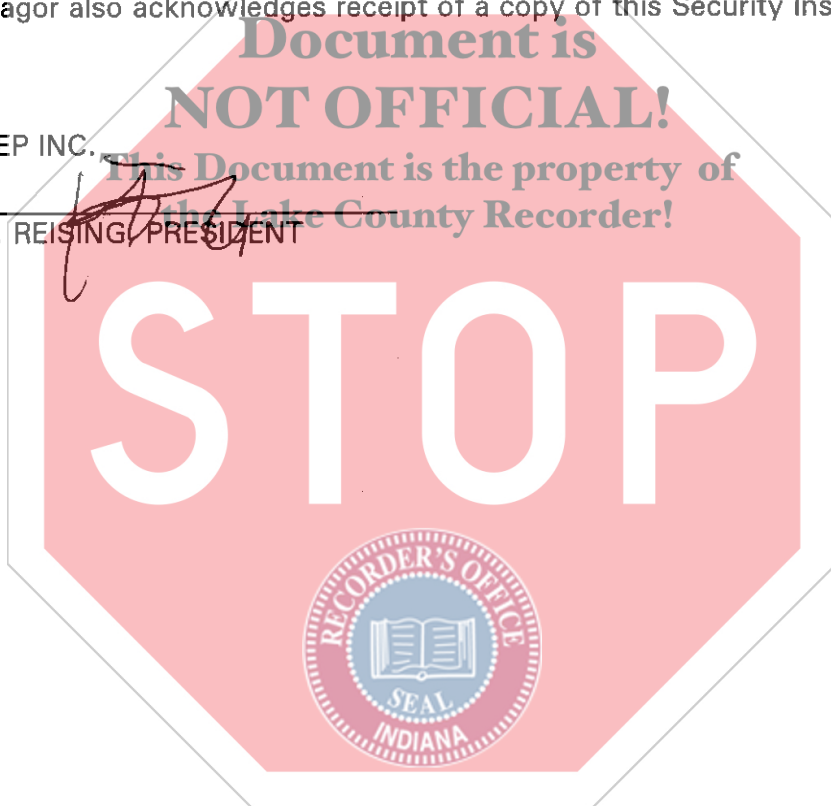 agor also acknowledges receipt of a copy of this Security Ins
Document is
NOT OFFICIAL!
EP INC.
This Document is the property of
the Lake County Recorder!
REISING, PRESIDENT
STOP
RECORDER'S OFFICE
SEAL
INDIANA